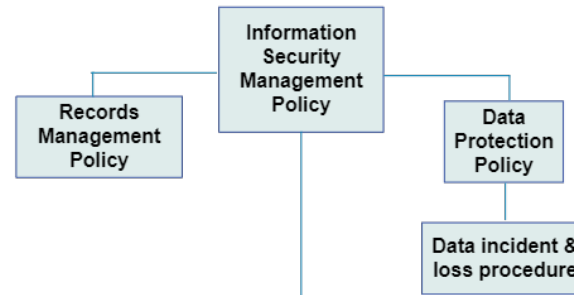 Information
Security
Management
Policy
Records
Management
Policy
Data
Protection
Policy
Data incident &
loss procedure